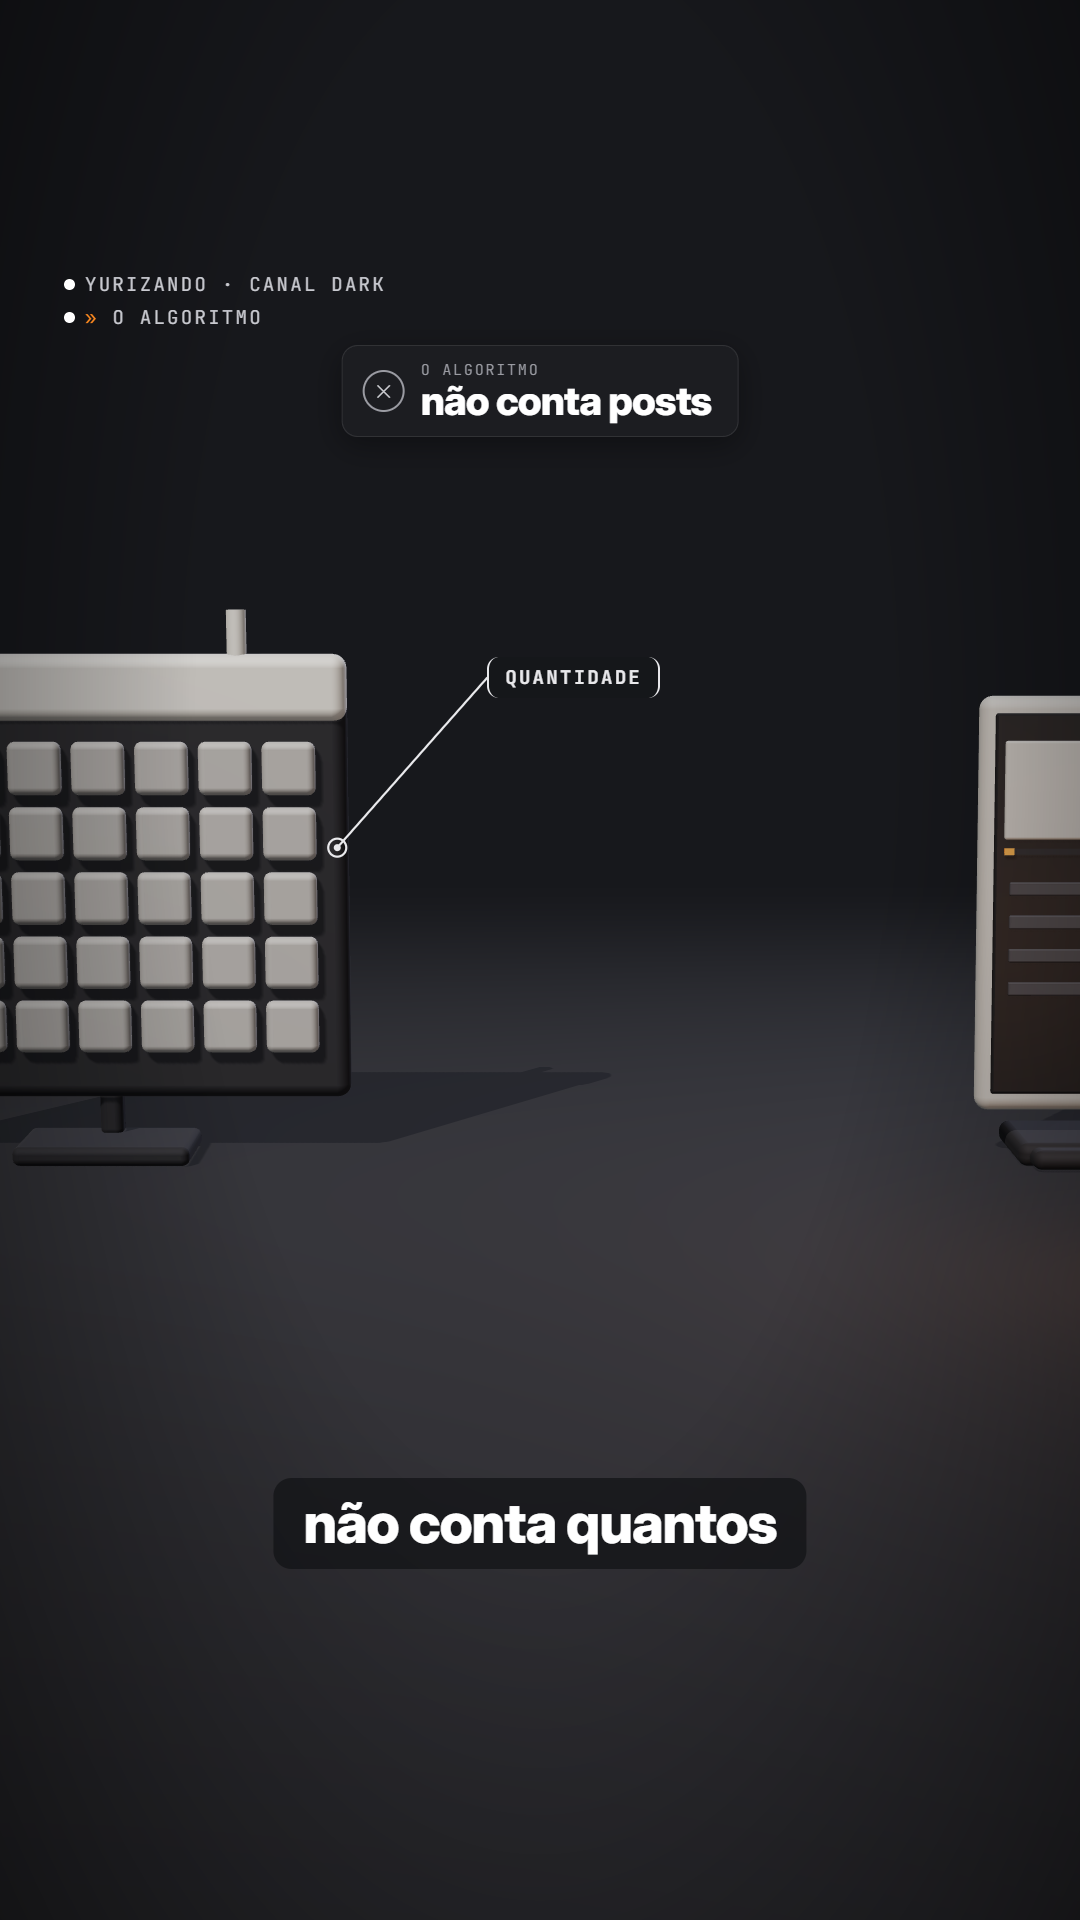 YURIZANDO · CANAL DARK
» O ALGORITMO
O ALGORITMO
não conta posts
QUANTIDADE
não conta quantos